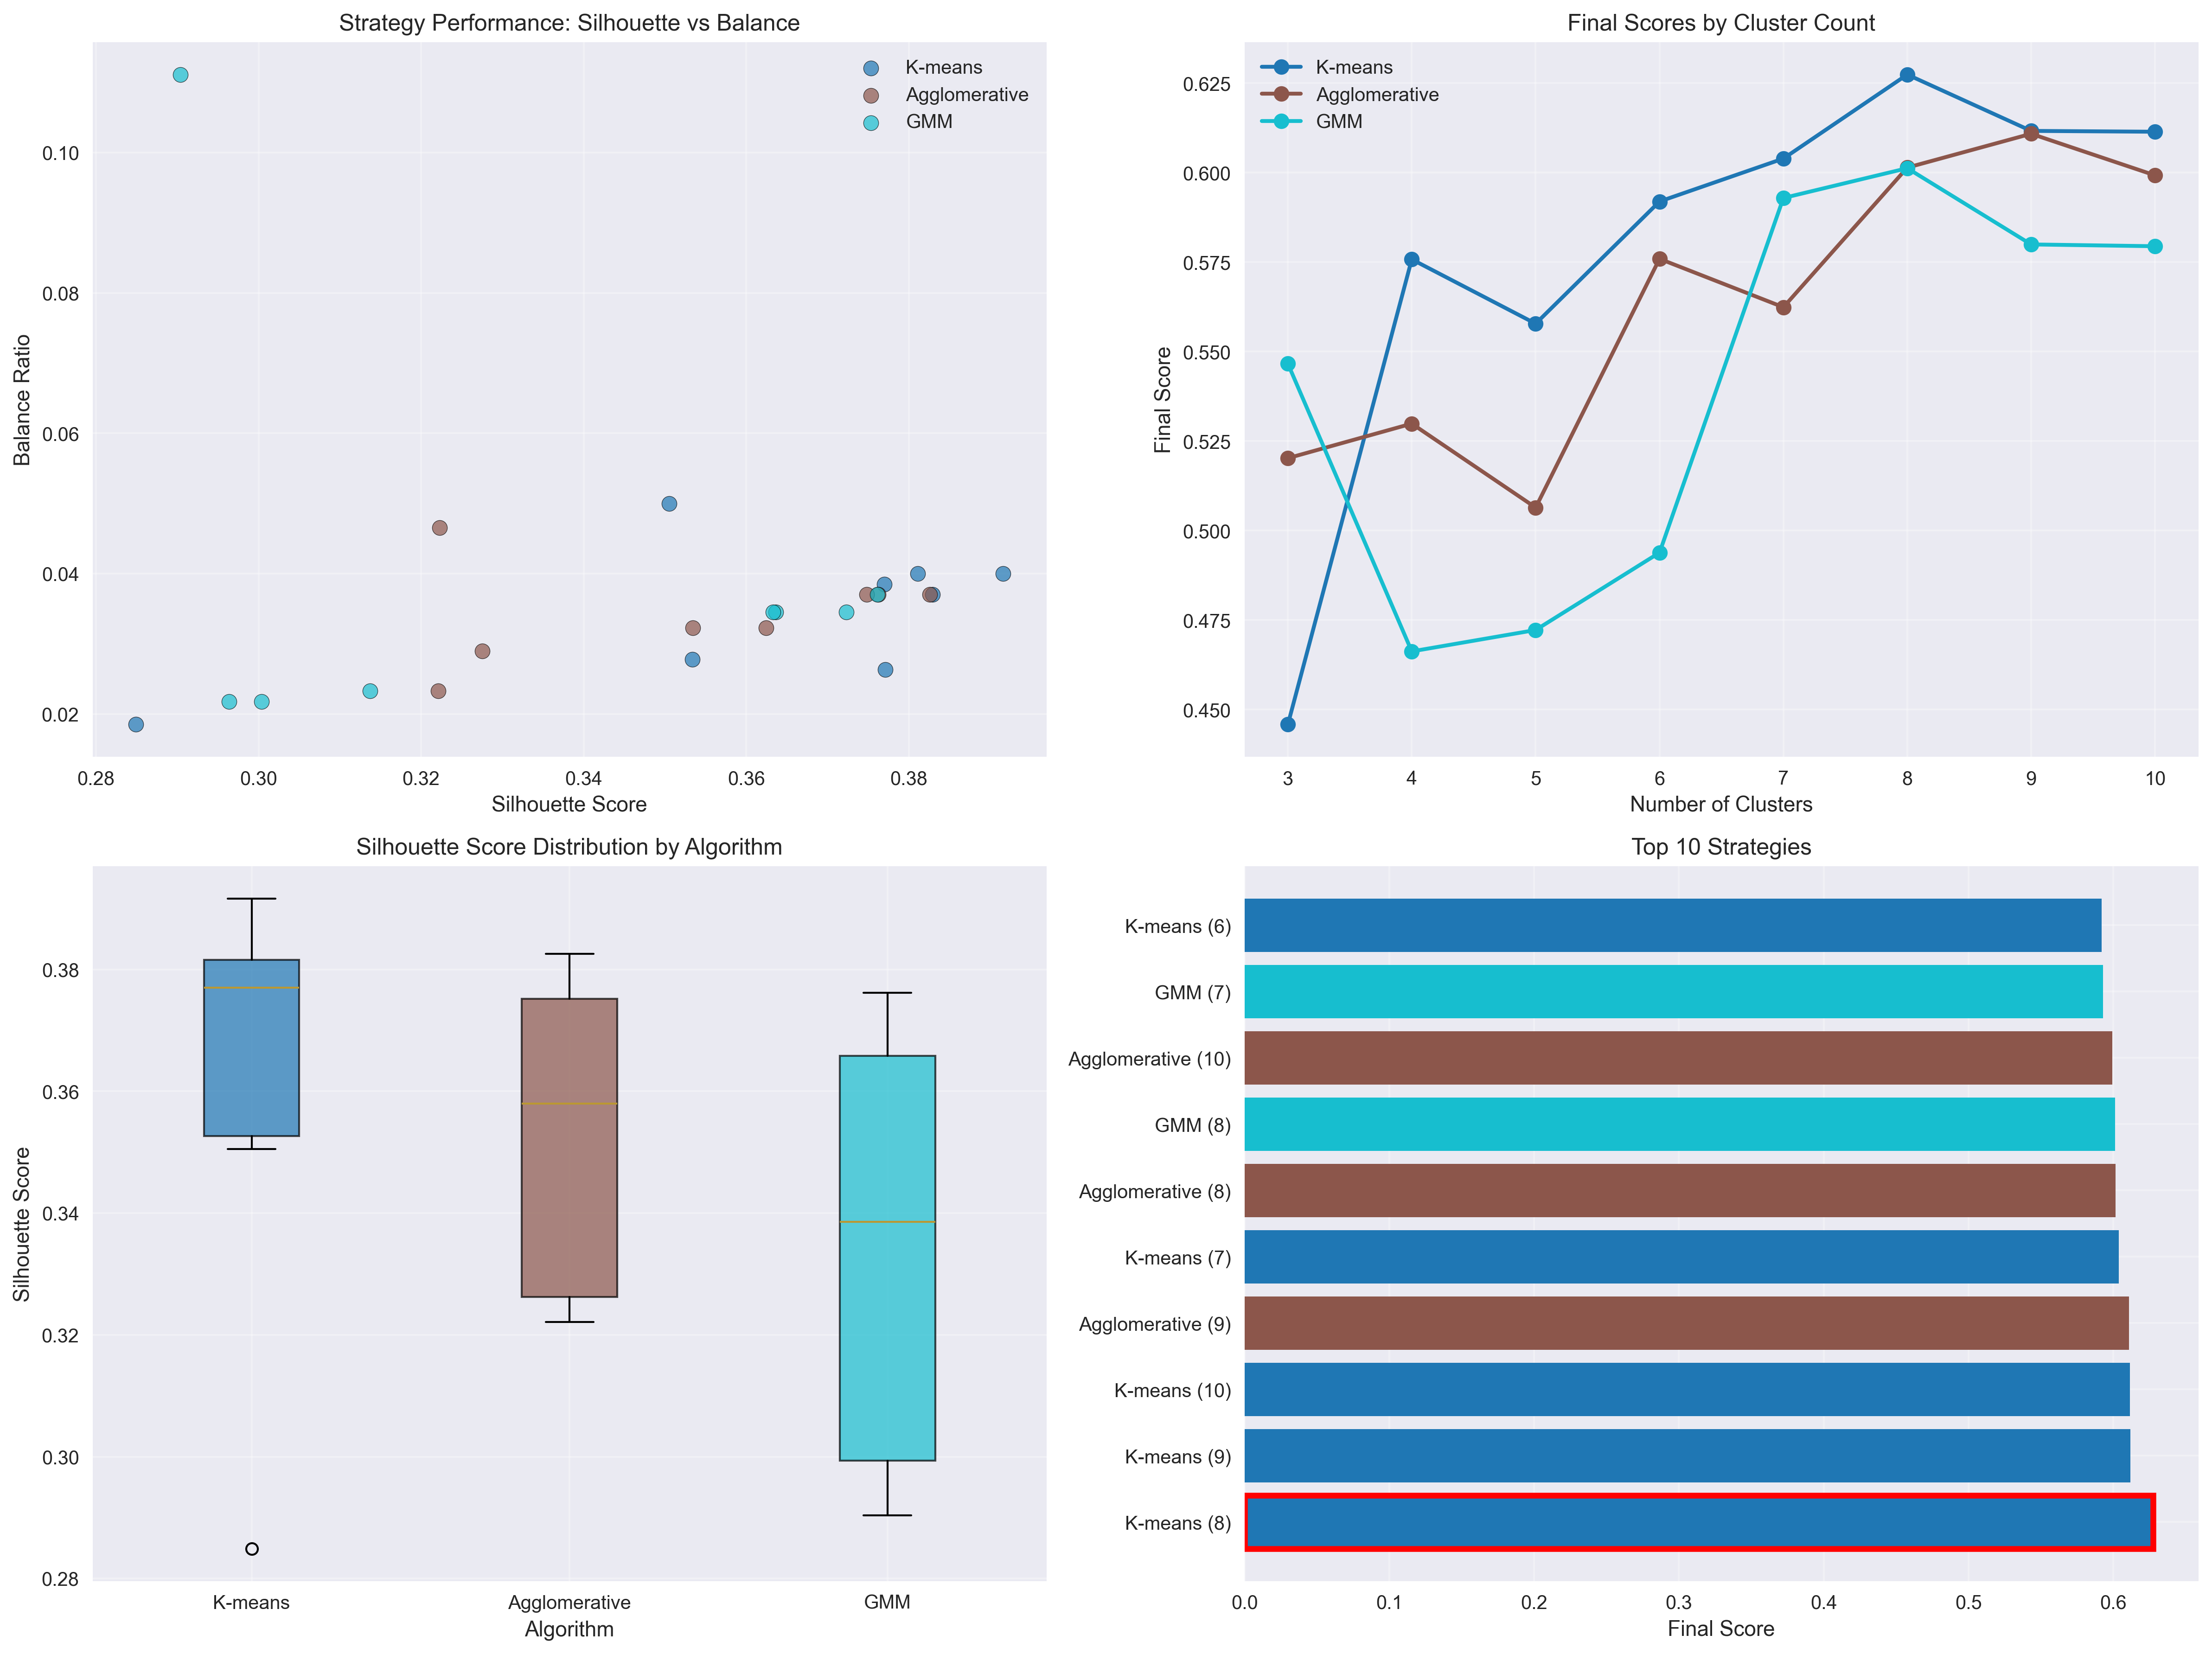 Strategy Performance: Silhouette vs Balance
K-means
Agglomerative
GMM
0.10
0.08
0.06
0.04
0.02
Balance Ratio
0.28
0.30
0.32
0.34
0.36
0.38
Silhouette Score
Final Scores by Cluster Count
K-means
Agglomerative
GMM
0.625
0.600
0.575
0.550
0.525
0.500
0.475
0.450
Final Score
3
4
5
6
7
8
9
10
Number of Clusters
Silhouette Score Distribution by Algorithm
0.38
0.36
0.34
0.32
0.30
0.28
Silhouette Score
K-means
Agglomerative
GMM
Algorithm
Top 10 Strategies
K-means (6)
GMM (7)
Agglomerative (10)
GMM (8)
Agglomerative (8)
K-means (7)
Agglomerative (9)
K-means (10)
K-means (9)
K-means (8)
0.0
0.1
0.2
0.3
0.4
0.5
0.6
Final Score